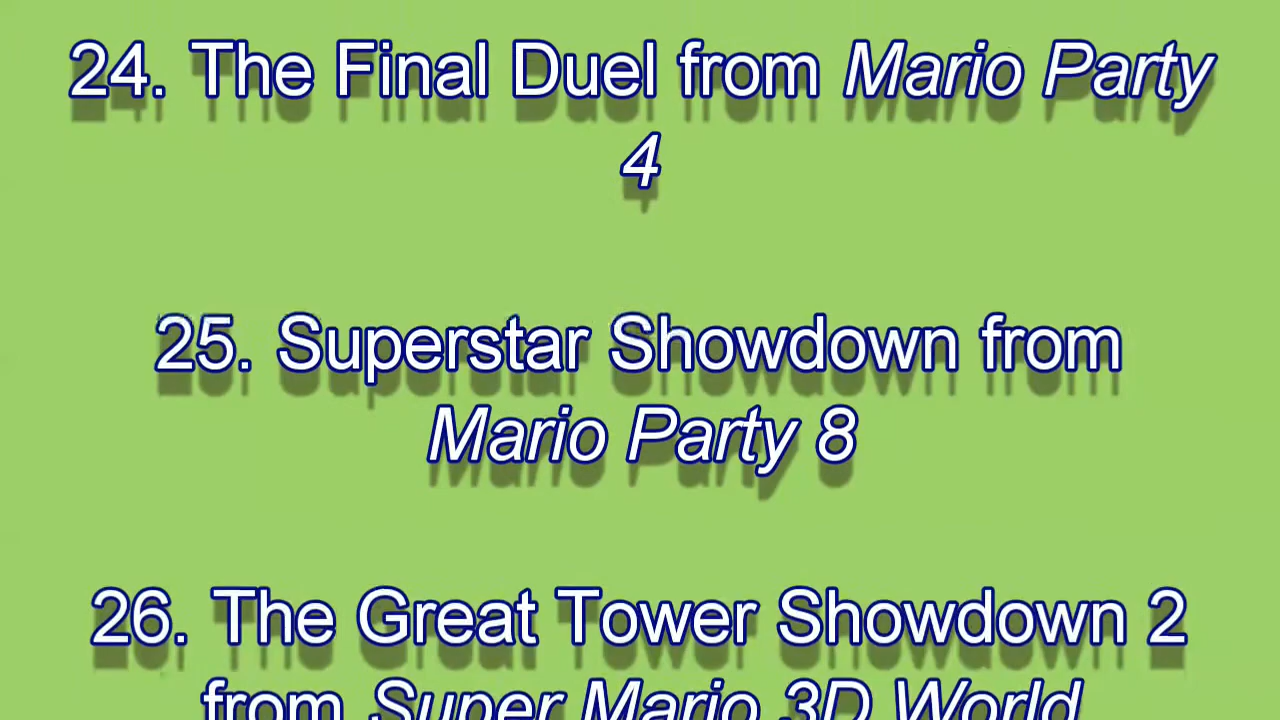 24. The Final Duel from Mario Party
4
25. Superstar Showdown from
Mario Party 8
26. The Great Tower Showdown 2
from Super Mario 3D World